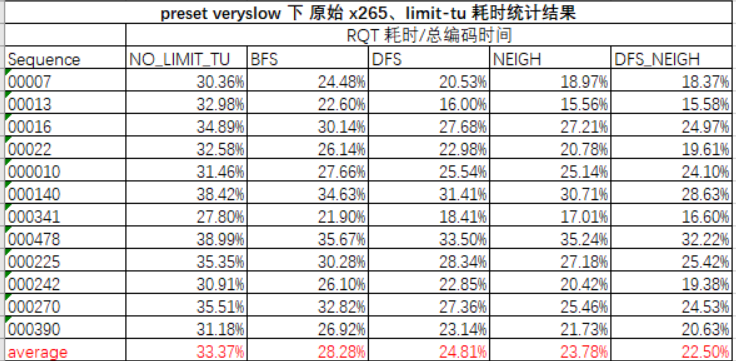 preset veryslow 下 原始 x265、limit-tu 耗时统计结果
RQT 耗时/总编码时间
Sequence NO_LIMIT_TU BFS DFS NEIGH DFS_NEIGH
00007 30.36% 24.48% 20.53% 18.97% 18.37%
00013 32.98% 22.60% 16.00% 15.56% 15.58%
00016 34.89% 30.14% 27.68% 27.21% 24.97%
00022 32.58% 26.14% 22.98% 20.78% 19.61%
000010 31.46% 27.66% 25.54% 25.14% 24.10%
000140 38.42% 34.63% 31.41% 30.71% 28.63%
000341 27.80% 21.90% 18.41% 17.01% 16.60%
000478 38.99% 35.67% 33.50% 35.24% 32.22%
000225 35.35% 30.28% 28.34% 27.18% 25.42%
000242 30.91% 26.10% 22.85% 20.42% 19.38%
000270 35.51% 32.82% 27.36% 25.46% 24.53%
000390 31.18% 26.92% 23.14% 21.73% 20.63%
average 33.37% 28.28% 24.81% 23.78% 22.50%